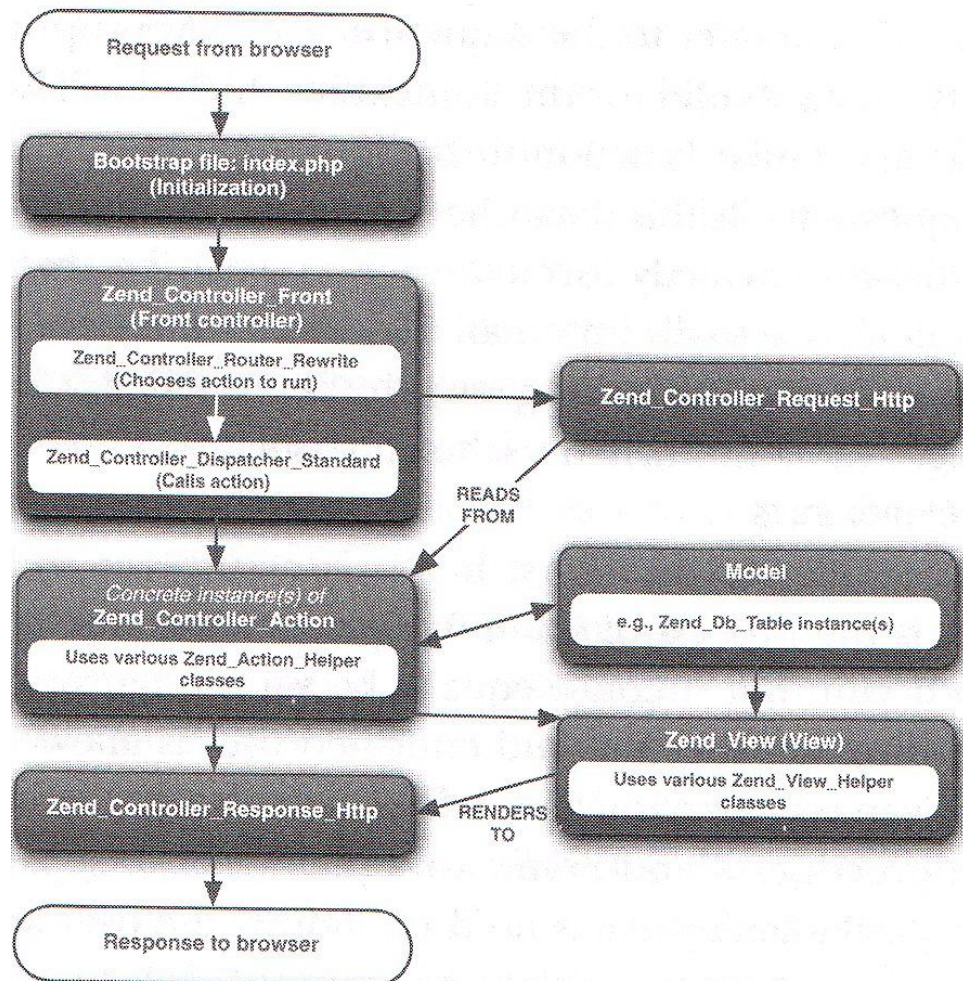 Request from browser
Bootstrap file: index.php
(Initialization)
Zend_Controller_Front
(Front controller)
Zend_Controller_Router_Rewrite
(Chooses action to run)
Zend_Controller_Dispatcher_Standard
(Calls action)
Zend_Controller_Request_Http
READS
FROM
Concrete instance(s) of
Zend_Controller_Action
Uses various Zend_Action_Helper
classes
Model
e.g., Zend_Db_Table instance(s)
Zend_View (View)
Uses various Zend_View_Helper
classes
Zend_Controller_Response_Http
RENDERS
TO
Response to browser